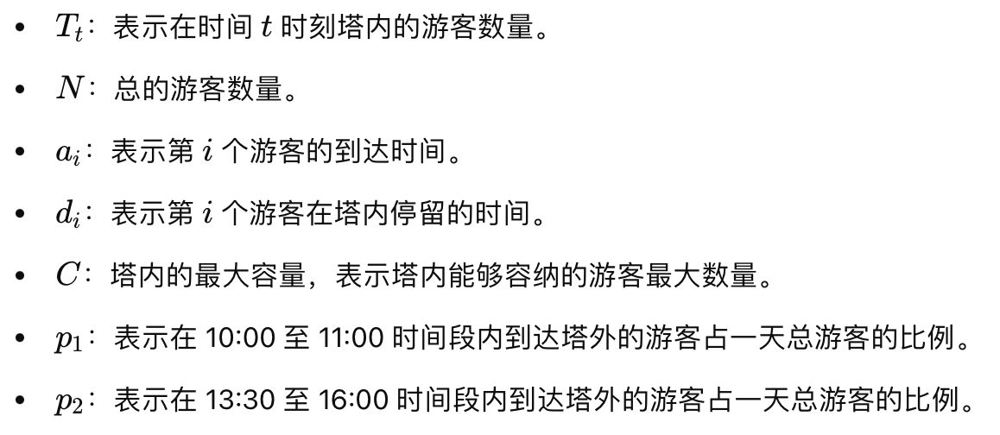 • T_t：表示在时间 t 时刻塔内的游客数量。
• N：总的游客数量。
• a_i：表示第 i 个游客的到达时间。
• d_i：表示第 i 个游客在塔内停留的时间。
• C：塔内的最大容量，表示塔内能够容纳的游客最大数量。
• p_1：表示在 10:00 至 11:00 时间段内到达塔外的游客占一天总游客的比例。
• p_2：表示在 13:30 至 16:00 时间段内到达塔外的游客占一天总游客的比例。